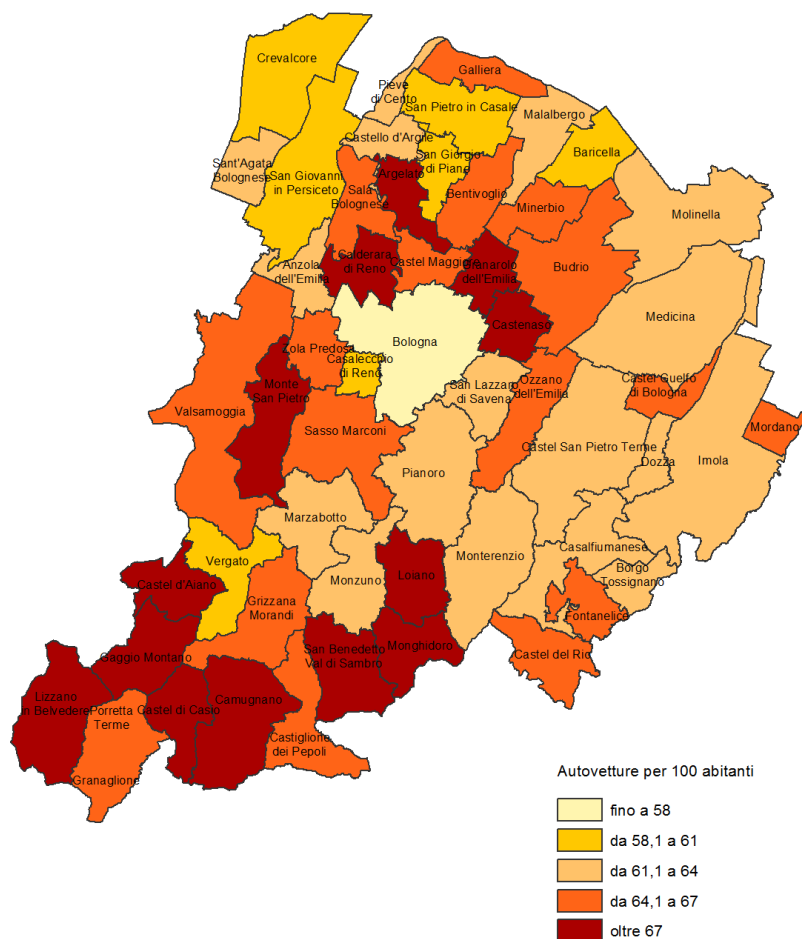 Crevalcore
Galliera
Pieve
di Cento
San Pietro in Casale
Malalbergo
Castello d'Argile
Baricella
Sant'Agata
Bolognese
San Giovanni
in Persiceto
San Giorgio
di Piano
Argelato
Sala
Bolognese
Bentivoglio
Minerbio
Molinella
Anzola
dell'Emilia
Calderara
di Reno
Castel Maggiore
Granarolo
dell'Emilia
Budrio
Medicina
Castenaso
Bologna
Zola Predosa
Casalecchio
di Reno
Monte
San Pietro
San Lazzaro
di Savena
Ozzano
dell'Emilia
Castel Guelfo
di Bologna
Valsamoggia
Mordano
Sasso Marconi
Castel San Pietro Terme
Dozza
Imola
Pianoro
Marzabotto
Vergato
Monterenzio
Casalfiumanese
Loiano
Borgo
Tossignano
Castel d'Aiano
Monzuno
Grizzana
Morandi
Fontanelice
San Benedetto
Val di Sambro
Monghidoro
Castel del Rio
Gaggio Montano
Lizzano
in Belvedere
Porretta
Terme
Castel di Casio
Camugnano
Castiglione
dei Pepoli
Granaglione
Autovetture per 100 abitanti
fino a 58
da 58,1 a 61
da 61,1 a 64
da 64,1 a 67
oltre 67